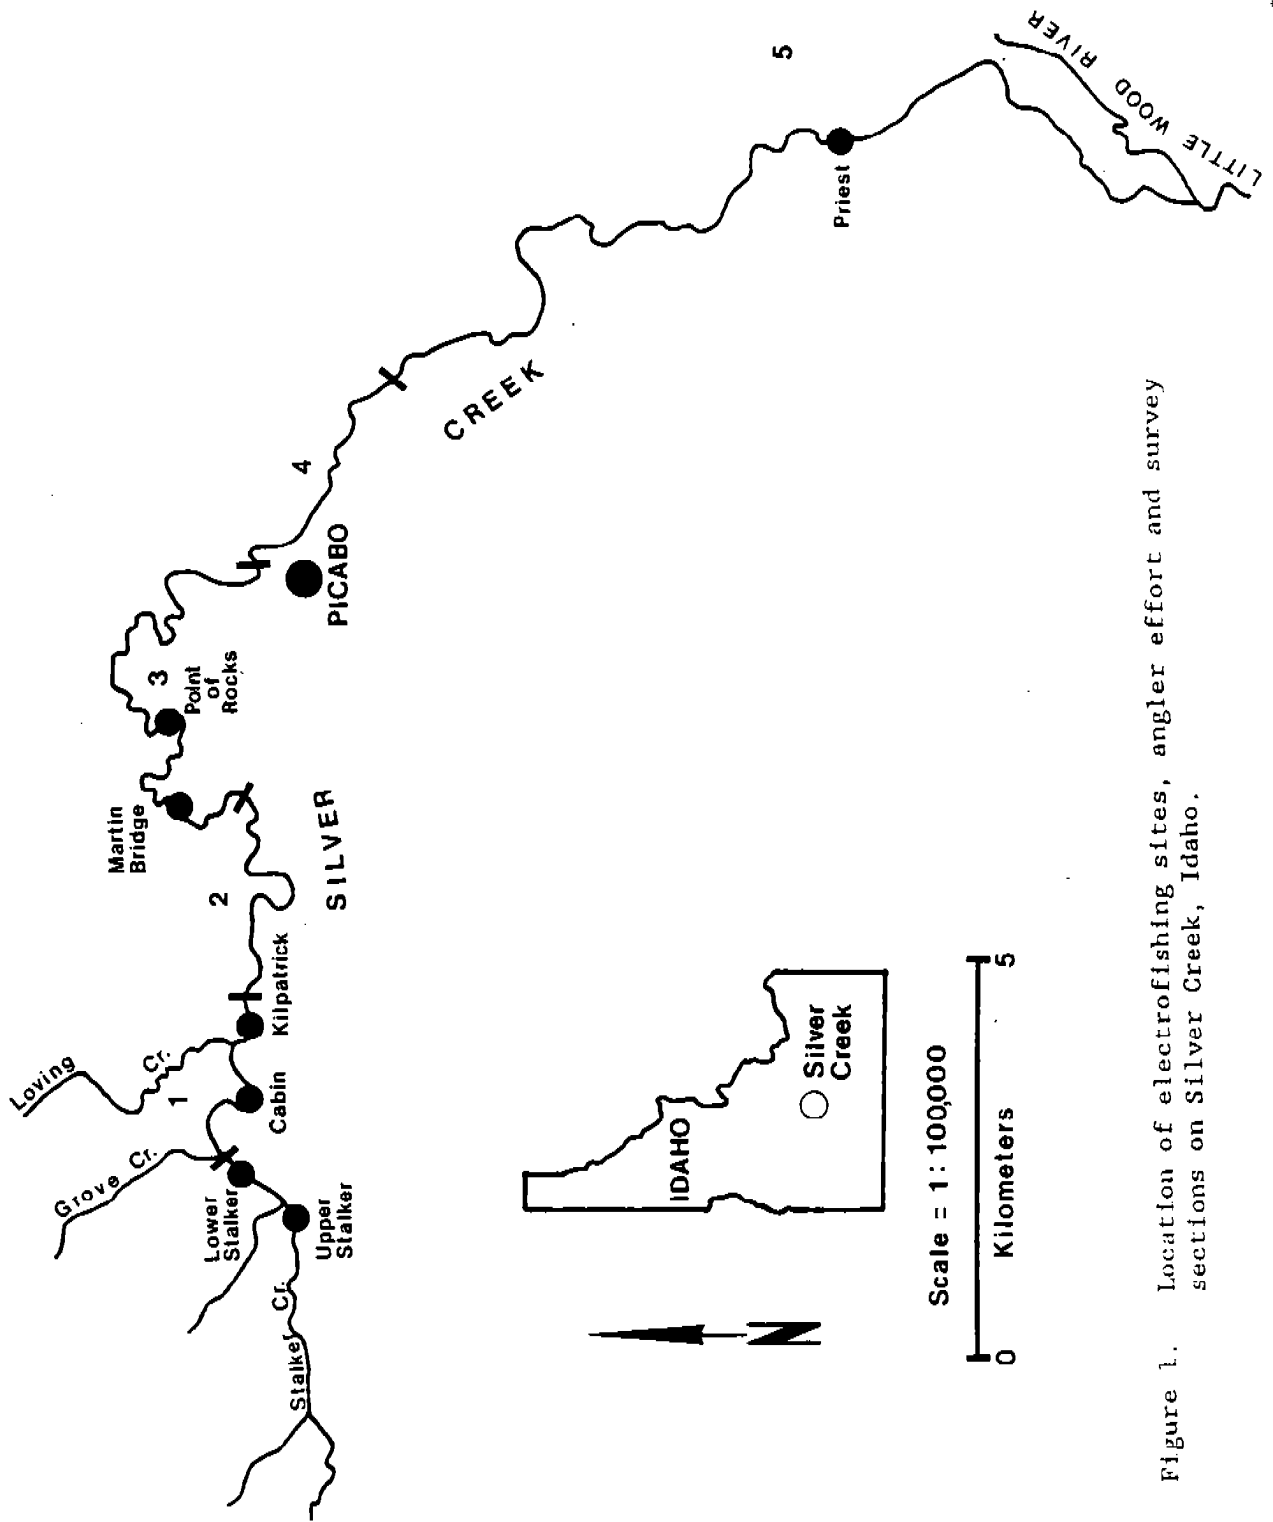 Loving
Cr.
Grove Cr.
1
Lower
Stalker
Upper
Stalker
Stalker Cr.
Cabin
Kilpatrick
2
Martin
Bridge
SILVER
3
Point
of
Rocks
PICABO
4
CREEK
Priest
5
LITTLE WOOD RIVER
N
IDAHO
Silver
Creek
Scale = 1 : 100,000
0
5
Kilometers
Figure 1. Location of electrofishing sites, angler effort and survey
sections on Silver Creek, Idaho.